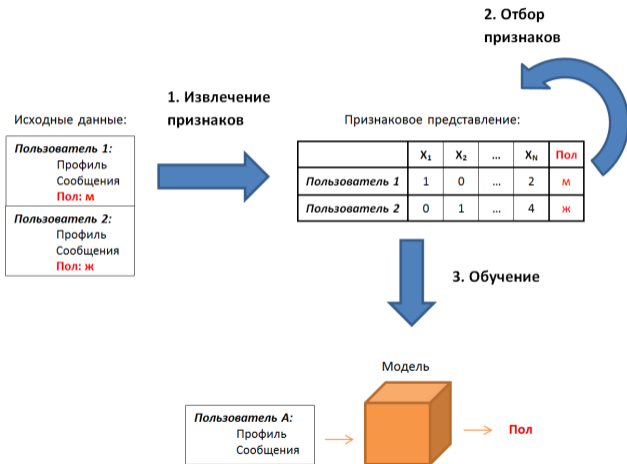 2. Отбор
признаков
1. Извлечение
признаков
Исходные данные:
Признаковое представление:
Пользователь 1:
Профиль
Сообщения
Пол: м
Пользователь 2:
Профиль
Сообщения
Пол: ж
X₁ X₂ ... X_N Пол
Пользователь 1 1 0 ... 2 м
Пользователь 2 0 1 ... 4 ж
3. Обучение
Модель
Пользователь А:
Профиль
Сообщения
Пол